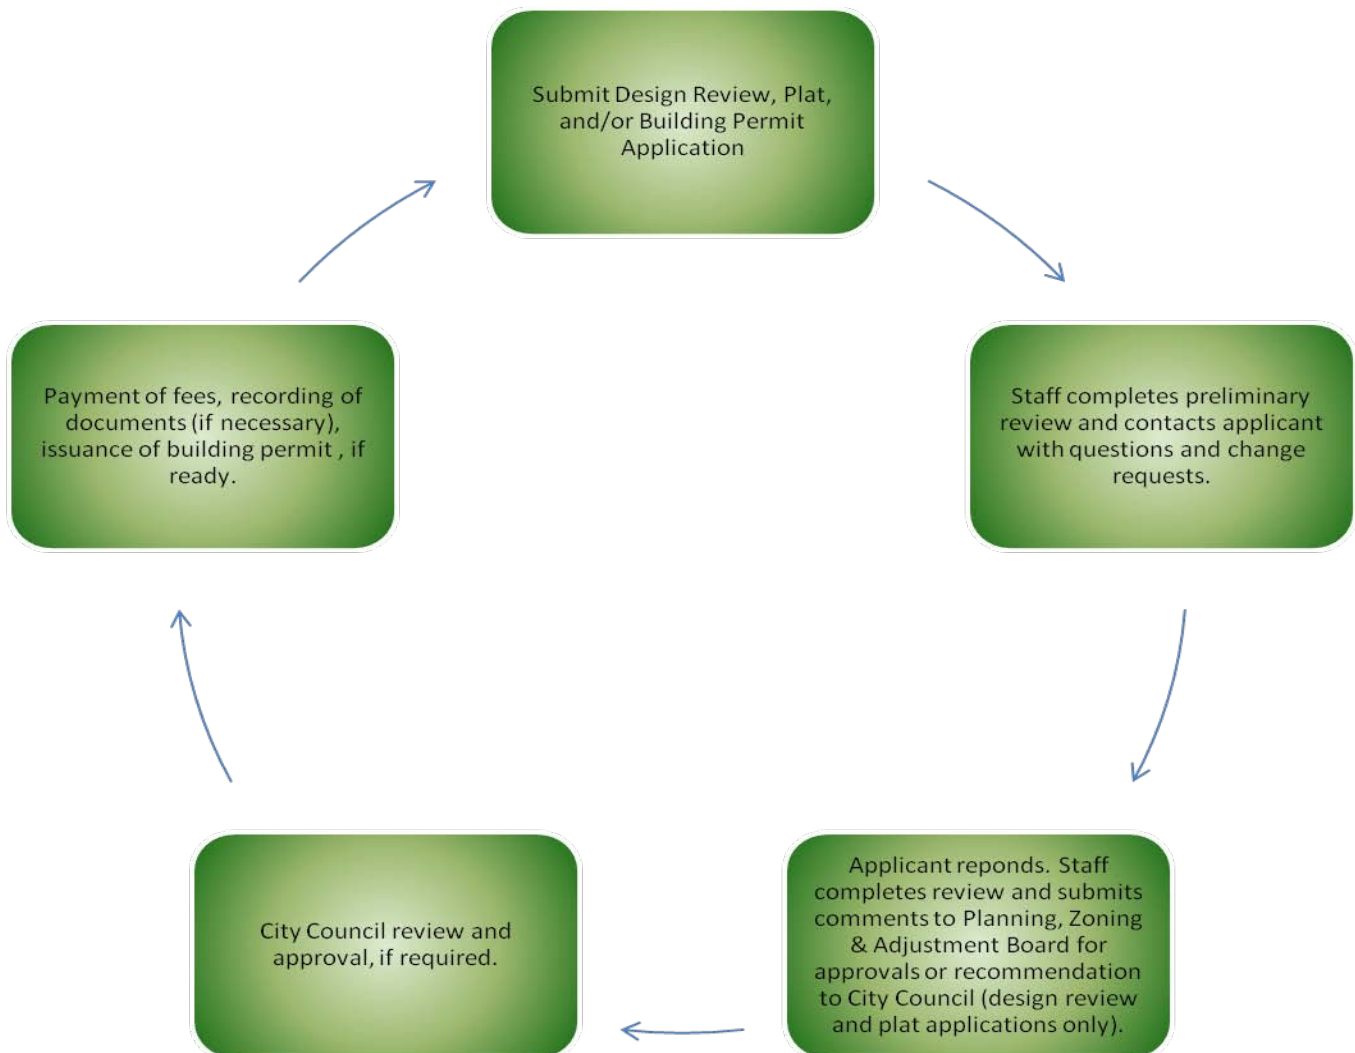 Submit Design Review, Plat,
and/or Building Permit
Application
Staff completes preliminary
review and contacts applicant
with questions and change
requests.
Applicant reponds. Staff
completes review and submits
comments to Planning, Zoning
& Adjustment Board for
approvals or recommendation
to City Council (design review
and plat applications only).
City Council review and
approval, if required.
Payment of fees, recording of
documents (if necessary),
issuance of building permit , if
ready.